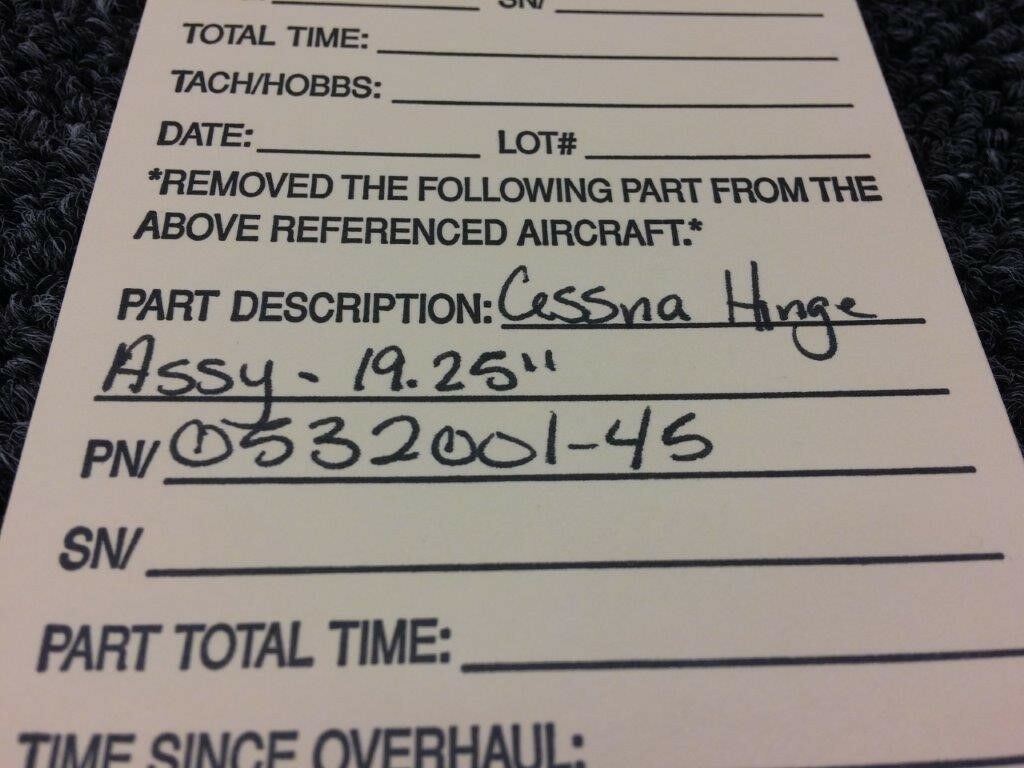 SN/
TOTAL TIME:
TACH/HOBBS:
DATE: LOT#
*REMOVED THE FOLLOWING PART FROM THE
ABOVE REFERENCED AIRCRAFT.*
PART DESCRIPTION: Cessna Hinge
Assy - 19.25"
PN/ 0532001-45
SN/
PART TOTAL TIME:
TIME SINCE OVERHAUL: